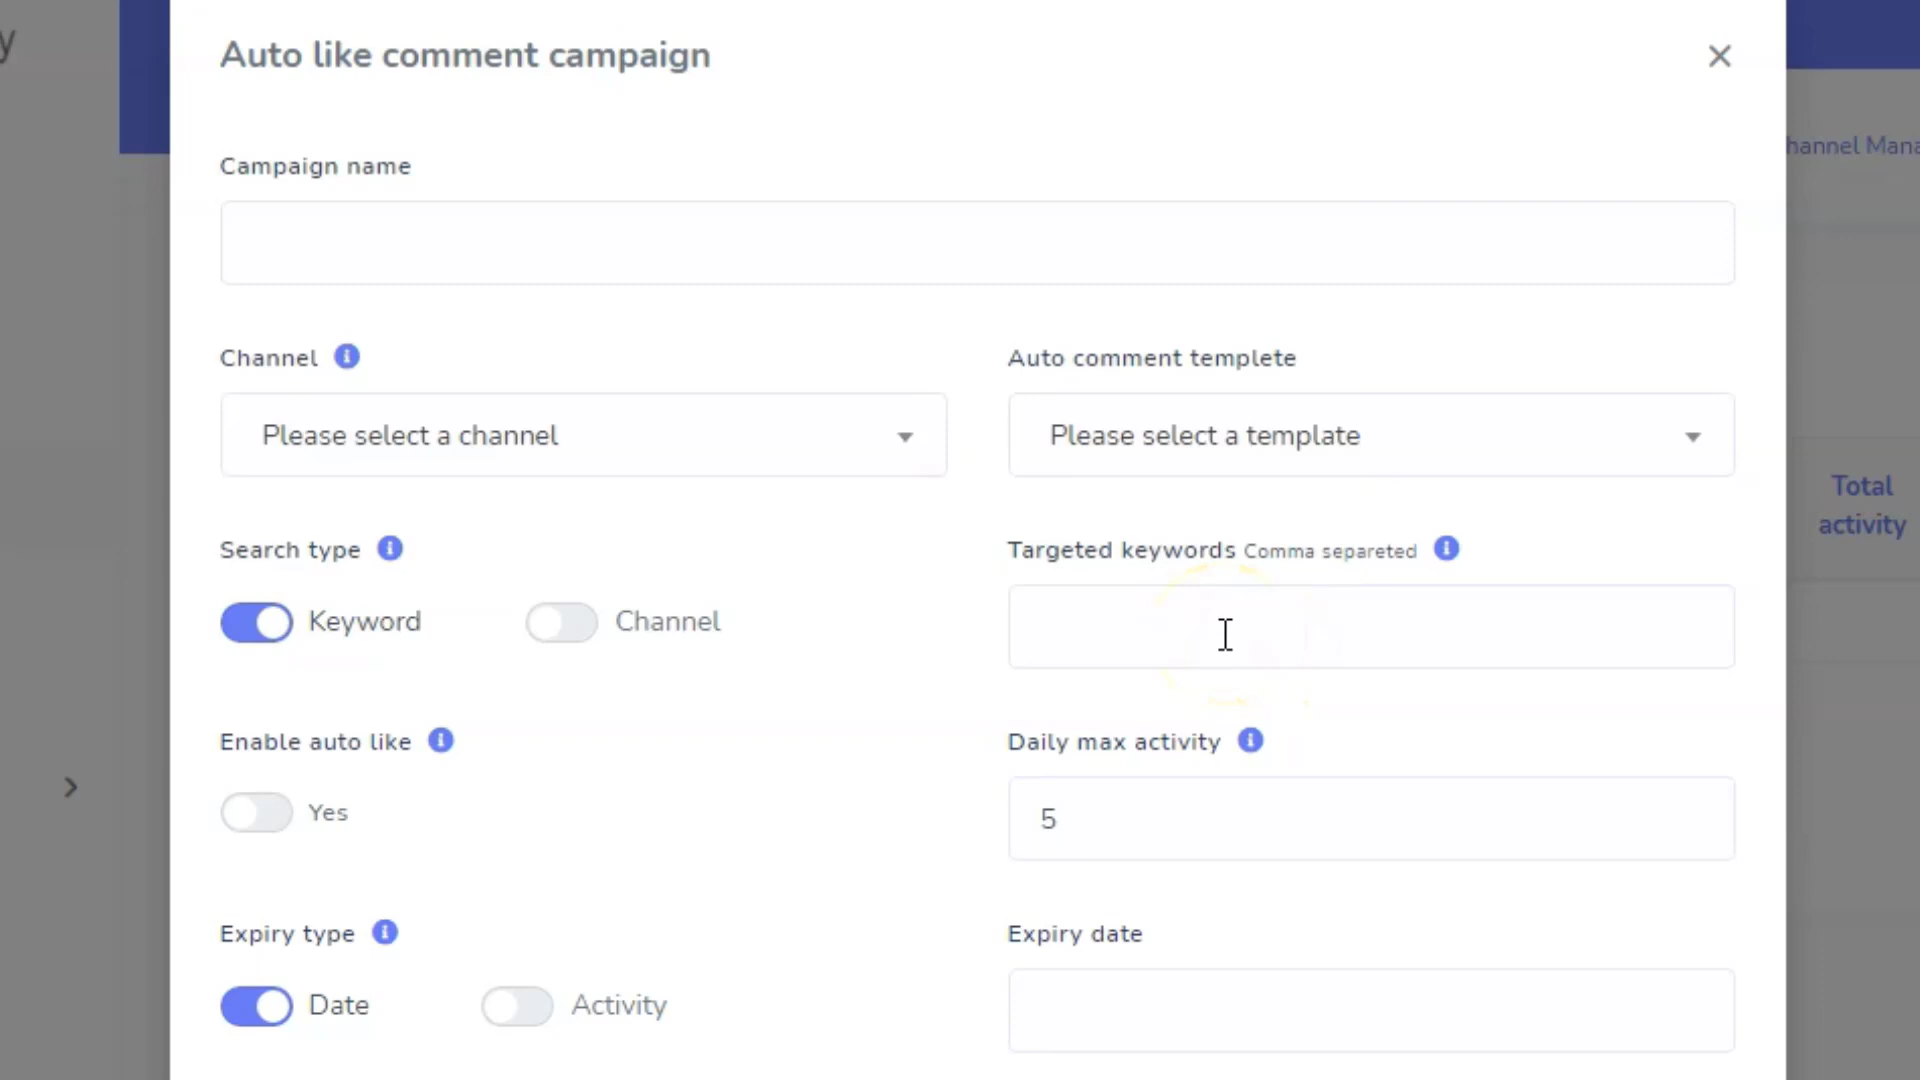 y
Auto like comment campaign
hannel Mana
Campaign name
Channel
Auto comment templete
Please select a channel
Please select a template
Total
activity
Search type
Targeted keywords Comma separeted
Keyword
Channel
Enable auto like
Daily max activity
Yes
5
Expiry type
Expiry date
Date
Activity